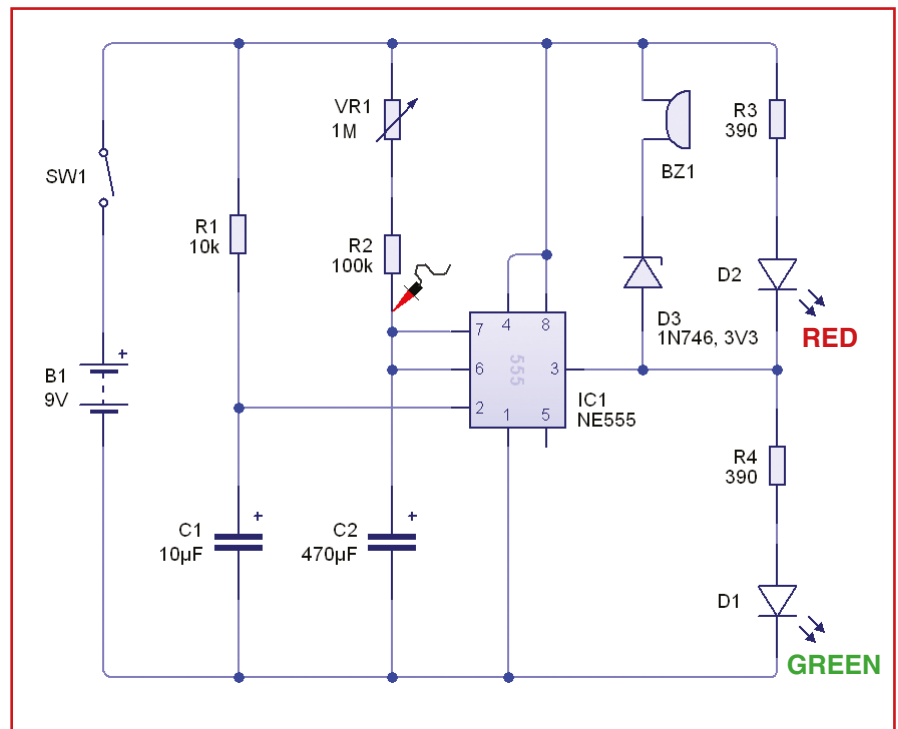 VR1
1M
R3
390
BZ1
SW1
R1
10k
R2
100k
D2
RED
D3
1N746, 3V3
7
4
8
6
555
3
2
1
5
IC1
NE555
+
B1
9V
R4
390
+
C1
10µF
+
C2
470µF
D1
GREEN